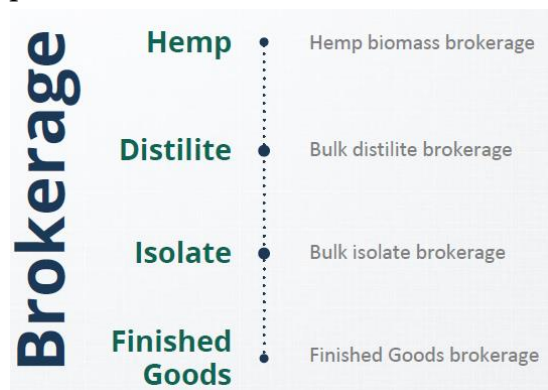 Brokerage
Hemp
Hemp biomass brokerage
Distilite
Bulk distilite brokerage
Isolate
Bulk isolate brokerage
Finished
Goods
Finished Goods brokerage